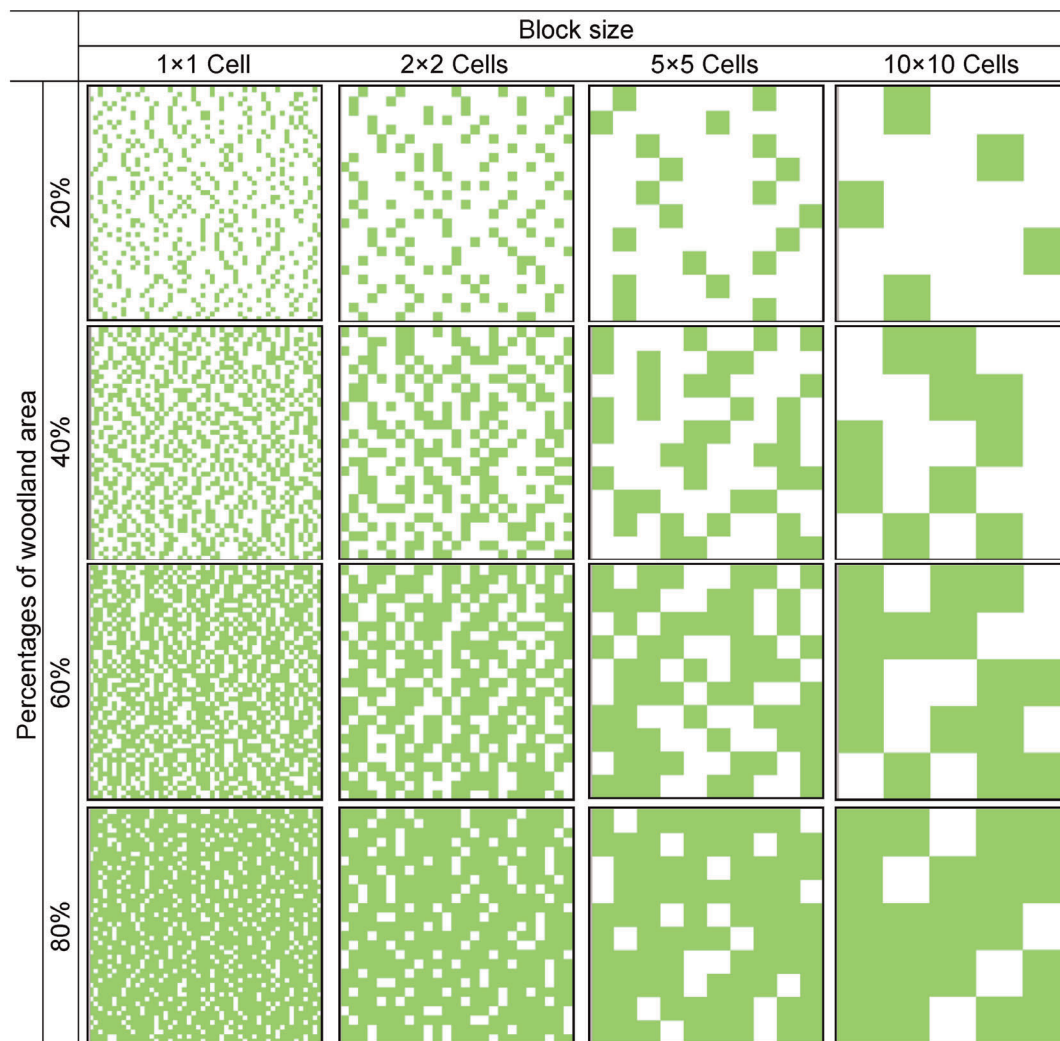 Block size
1×1 Cell
2×2 Cells
5×5 Cells
10×10 Cells
Percentages of woodland area
20%
40%
60%
80%